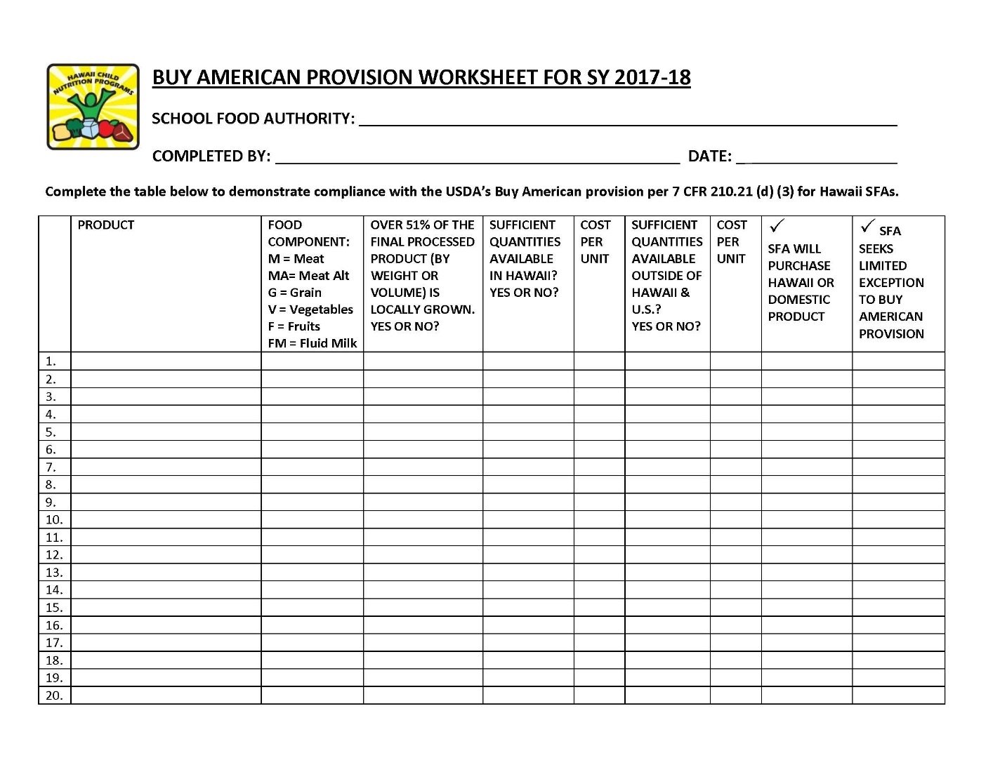 HAWAII CHILD
NUTRITION PROGRAMS
BUY AMERICAN PROVISION WORKSHEET FOR SY 2017-18
SCHOOL FOOD AUTHORITY:
COMPLETED BY: DATE:
Complete the table below to demonstrate compliance with the USDA's Buy American provision per 7 CFR 210.21 (d) (3) for Hawaii SFAs.
PRODUCT
FOOD
COMPONENT:
M = Meat
MA= Meat Alt
G = Grain
V = Vegetables
F = Fruits
FM = Fluid Milk
OVER 51% OF THE
FINAL PROCESSED
PRODUCT (BY
WEIGHT OR
VOLUME) IS
LOCALLY GROWN.
YES OR NO?
SUFFICIENT
QUANTITIES
AVAILABLE
IN HAWAII?
YES OR NO?
COST
PER
UNIT
SUFFICIENT
QUANTITIES
AVAILABLE
OUTSIDE OF
HAWAII &
U.S.?
YES OR NO?
COST
PER
UNIT
✓
SFA WILL
PURCHASE
HAWAII OR
DOMESTIC
PRODUCT
✓ SFA
SEEKS
LIMITED
EXCEPTION
TO BUY
AMERICAN
PROVISION
1.
2.
3.
4.
5.
6.
7.
8.
9.
10.
11.
12.
13.
14.
15.
16.
17.
18.
19.
20.